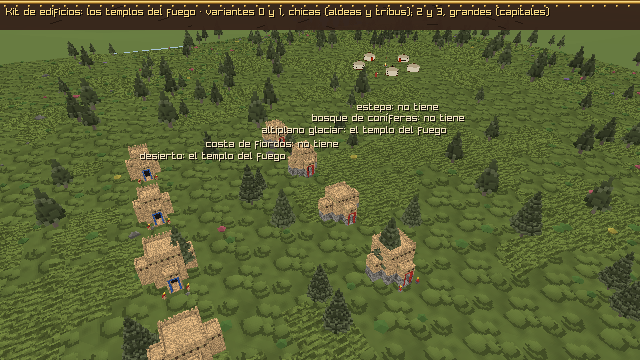 Kit de edificios: los templos del fuego · variantes 0 y 1, chicas (aldeas y tribus); 2 y 3, grandes (capitales)
estepa: no tiene
bosque de coníferas: no tiene
altiplano glaciar: el templo del fuego
costa de fiordos: no tiene
desierto: el templo del fuego